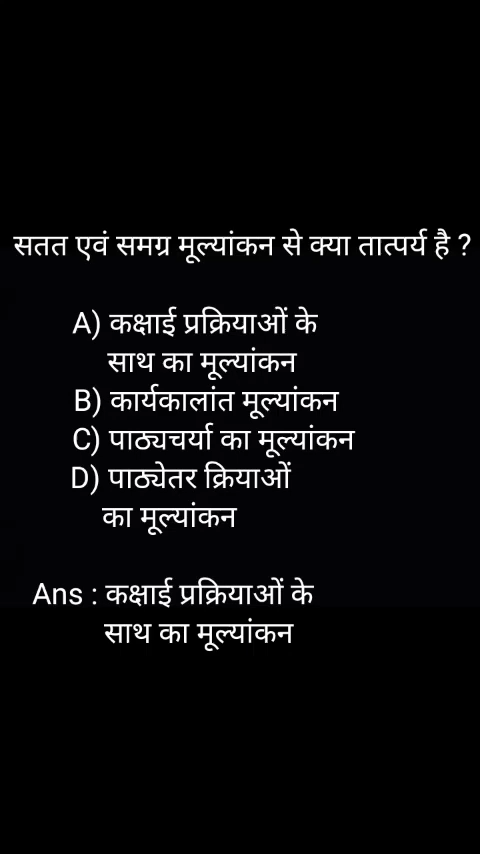 सतत एवं समग्र मूल्यांकन से क्या तात्पर्य है ?
A) कक्षाई प्रक्रियाओं के
साथ का मूल्यांकन
B) कार्यकालांत मूल्यांकन
C) पाठ्यचर्या का मूल्यांकन
D) पाठ्येतर क्रियाओं
का मूल्यांकन
Ans : कक्षाई प्रक्रियाओं के
साथ का मूल्यांकन